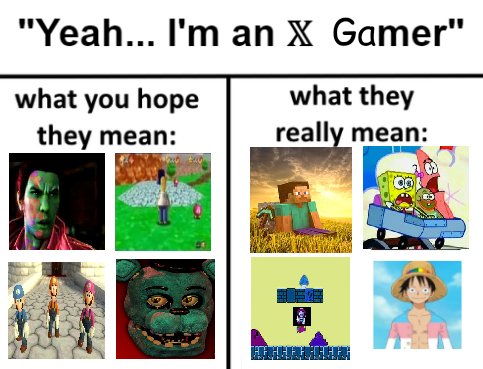 "Yeah... I'm an 𝕏 Gamer"
what you hope
they mean:
what they
really mean: